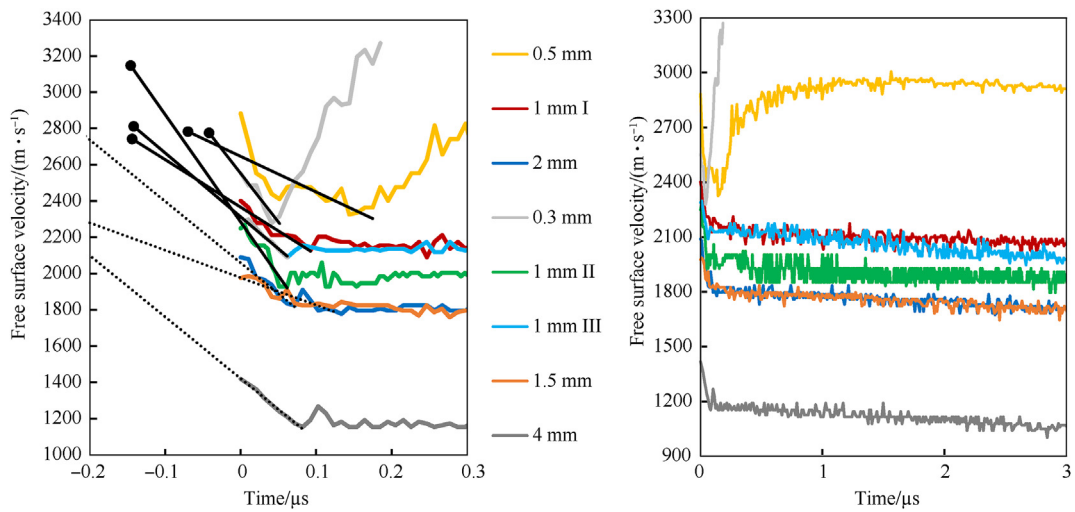 Free surface velocity/(m · s⁻¹)
3400
3200
3000
2800
2600
2400
2200
2000
1800
1600
1400
1200
1000
−0.2
−0.1
0
0.1
0.2
0.3
Time/µs
0.5 mm
1 mm I
2 mm
0.3 mm
1 mm II
1 mm III
1.5 mm
4 mm
Free surface velocity/(m · s⁻¹)
3300
3000
2700
2400
2100
1800
1500
1200
900
0
1
2
3
Time/µs